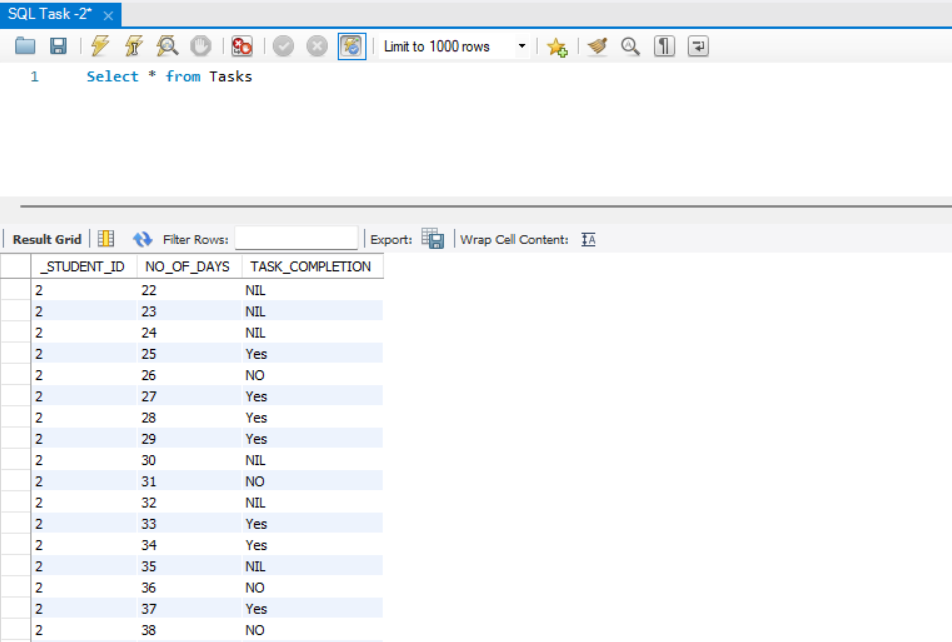 SQL Task -2*
Limit to 1000 rows
1 Select * from Tasks
Result Grid Filter Rows: Export: Wrap Cell Content:
_STUDENT_ID NO_OF_DAYS TASK_COMPLETION
2 22 NIL
2 23 NIL
2 24 NIL
2 25 Yes
2 26 NO
2 27 Yes
2 28 Yes
2 29 Yes
2 30 NIL
2 31 NO
2 32 NIL
2 33 Yes
2 34 Yes
2 35 NIL
2 36 NO
2 37 Yes
2 38 NO